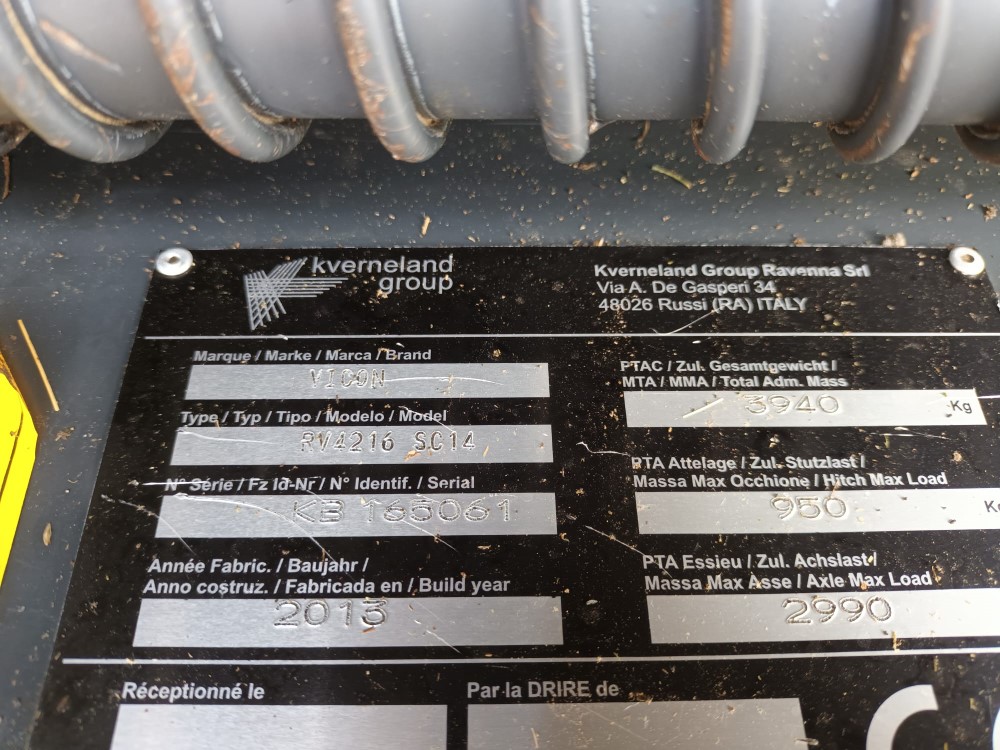 kverneland
group
Kverneland Group Ravenna Srl
Via A. De Gasperi 34
48026 Russi (RA) ITALY
Marque / Marke / Marca / Brand
VICON
Type / Typ / Tipo / Modelo / Model
RV4216 SC14
N° Série / Fz Id-Nr / N° Identif. / Serial
KB 165061
Année Fabric. / Baujahr /
Anno costruz. / Fabricada en / Build year
2013
PTAC / Zul. Gesamtgewicht /
MTA / MMA / Total Adm. Mass
3940 Kg
PTA Attelage / Zul. Stutzlast /
Massa Max Occhione / Hitch Max Load
950
PTA Essieu / Zul. Achslast /
Massa Max Asse / Axle Max Load
2990
Réceptionné le
Par la DRIRE de